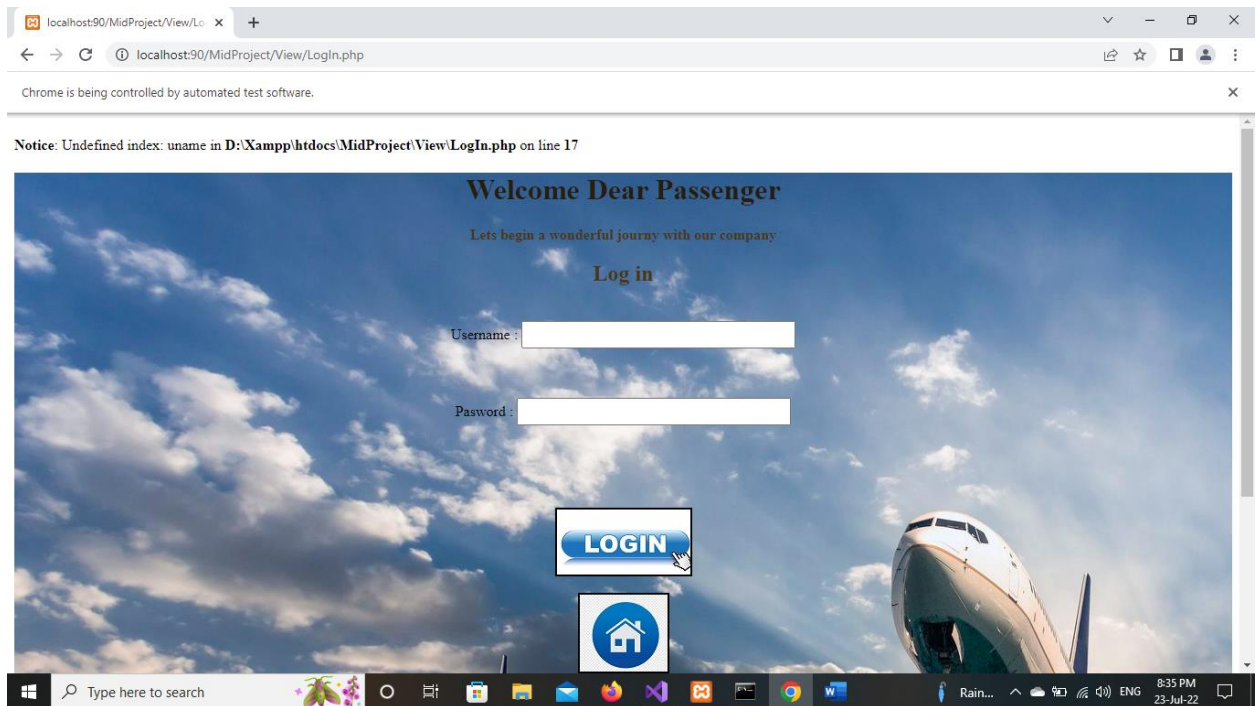 localhost:90/MidProject/View/Lo
localhost:90/MidProject/View/LogIn.php
Chrome is being controlled by automated test software.
Notice: Undefined index: uname in D:\Xampp\htdocs\MidProject\View\LogIn.php on line 17
Welcome Dear Passenger
Lets begin a wonderful journy with our company
Log in
Username :
Pasword :
LOGIN
Type here to search
Rain...
ENG
8:35 PM
23-Jul-22